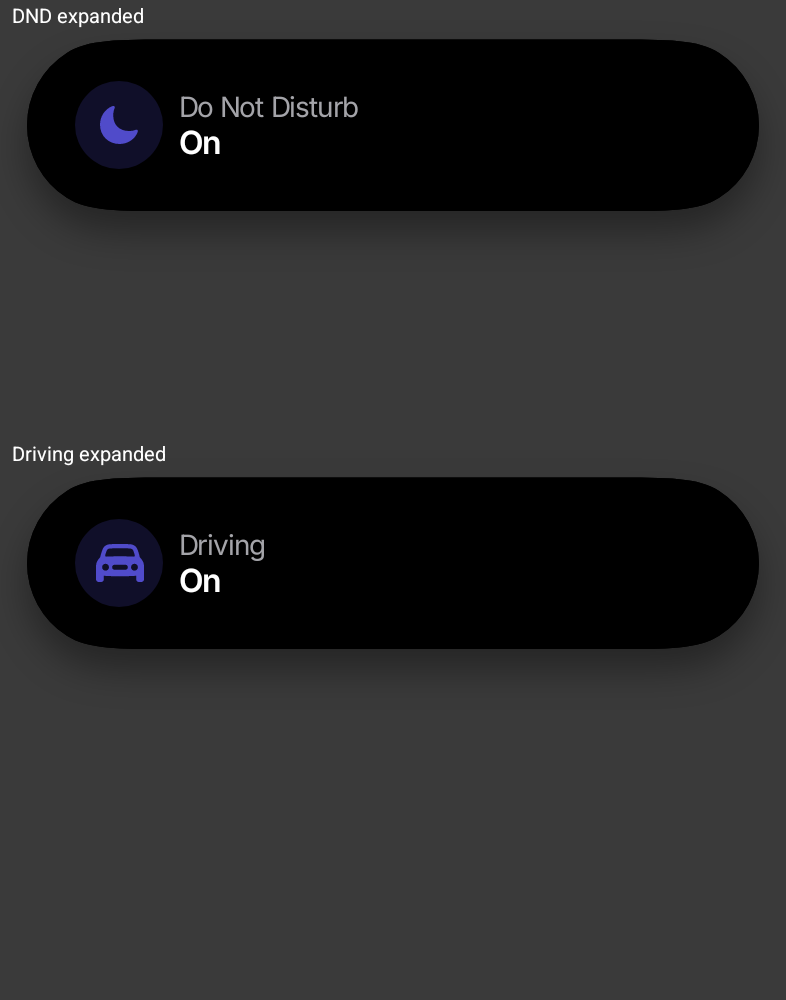 DND expanded
Do Not Disturb
On
Driving expanded
Driving
On